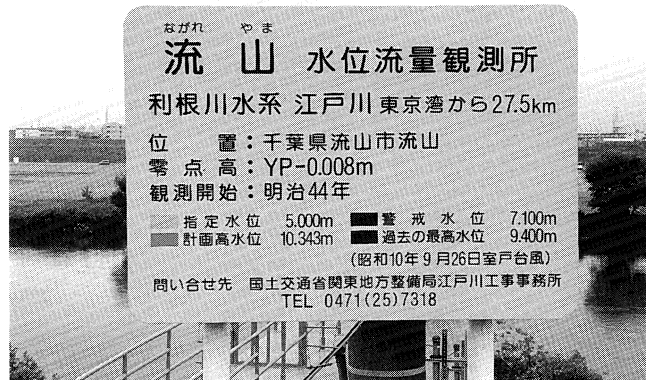 ながれ やま
流 山 水位流量観測所
利根川水系 江戸川 東京湾から27.5km
位 置：千葉県流山市流山
零点高：YP-0.008m
観測開始：明治44年
指定水位 5.000m 警戒水位 7.100m
計画高水位 10.343m 過去の最高水位 9.400m
(昭和10年9月26日室戸台風)
問い合せ先 国土交通省関東地方整備局江戸川工事事務所
TEL 0471(25)7318